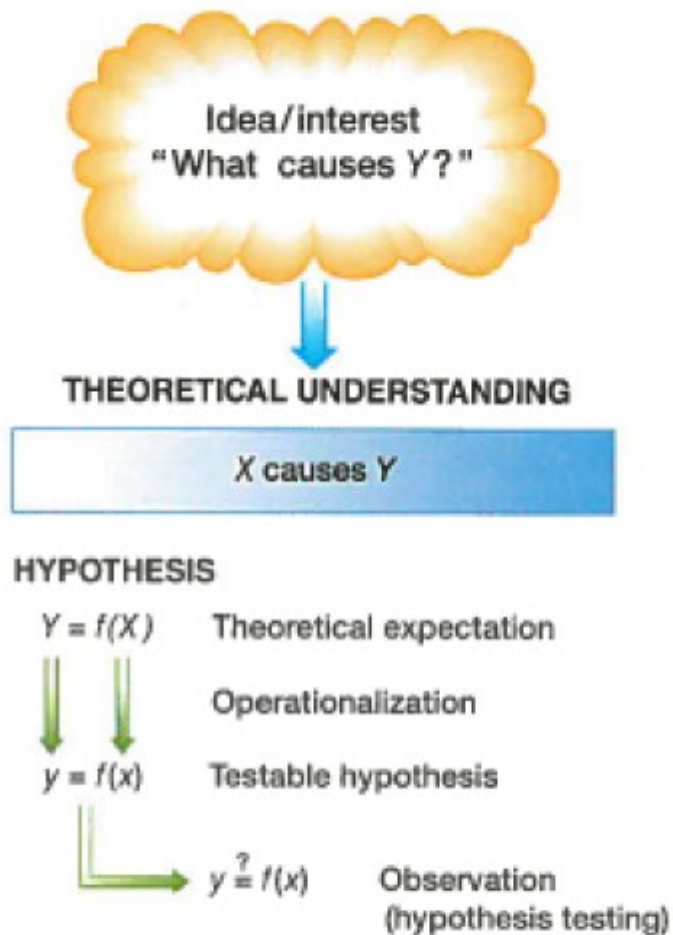 Idea/interest
“What causes Y?”
THEORETICAL UNDERSTANDING
X causes Y
HYPOTHESIS
Y = f(X) Theoretical expectation
Operationalization
y = f(x) Testable hypothesis
y ≟ f(x) Observation
(hypothesis testing)